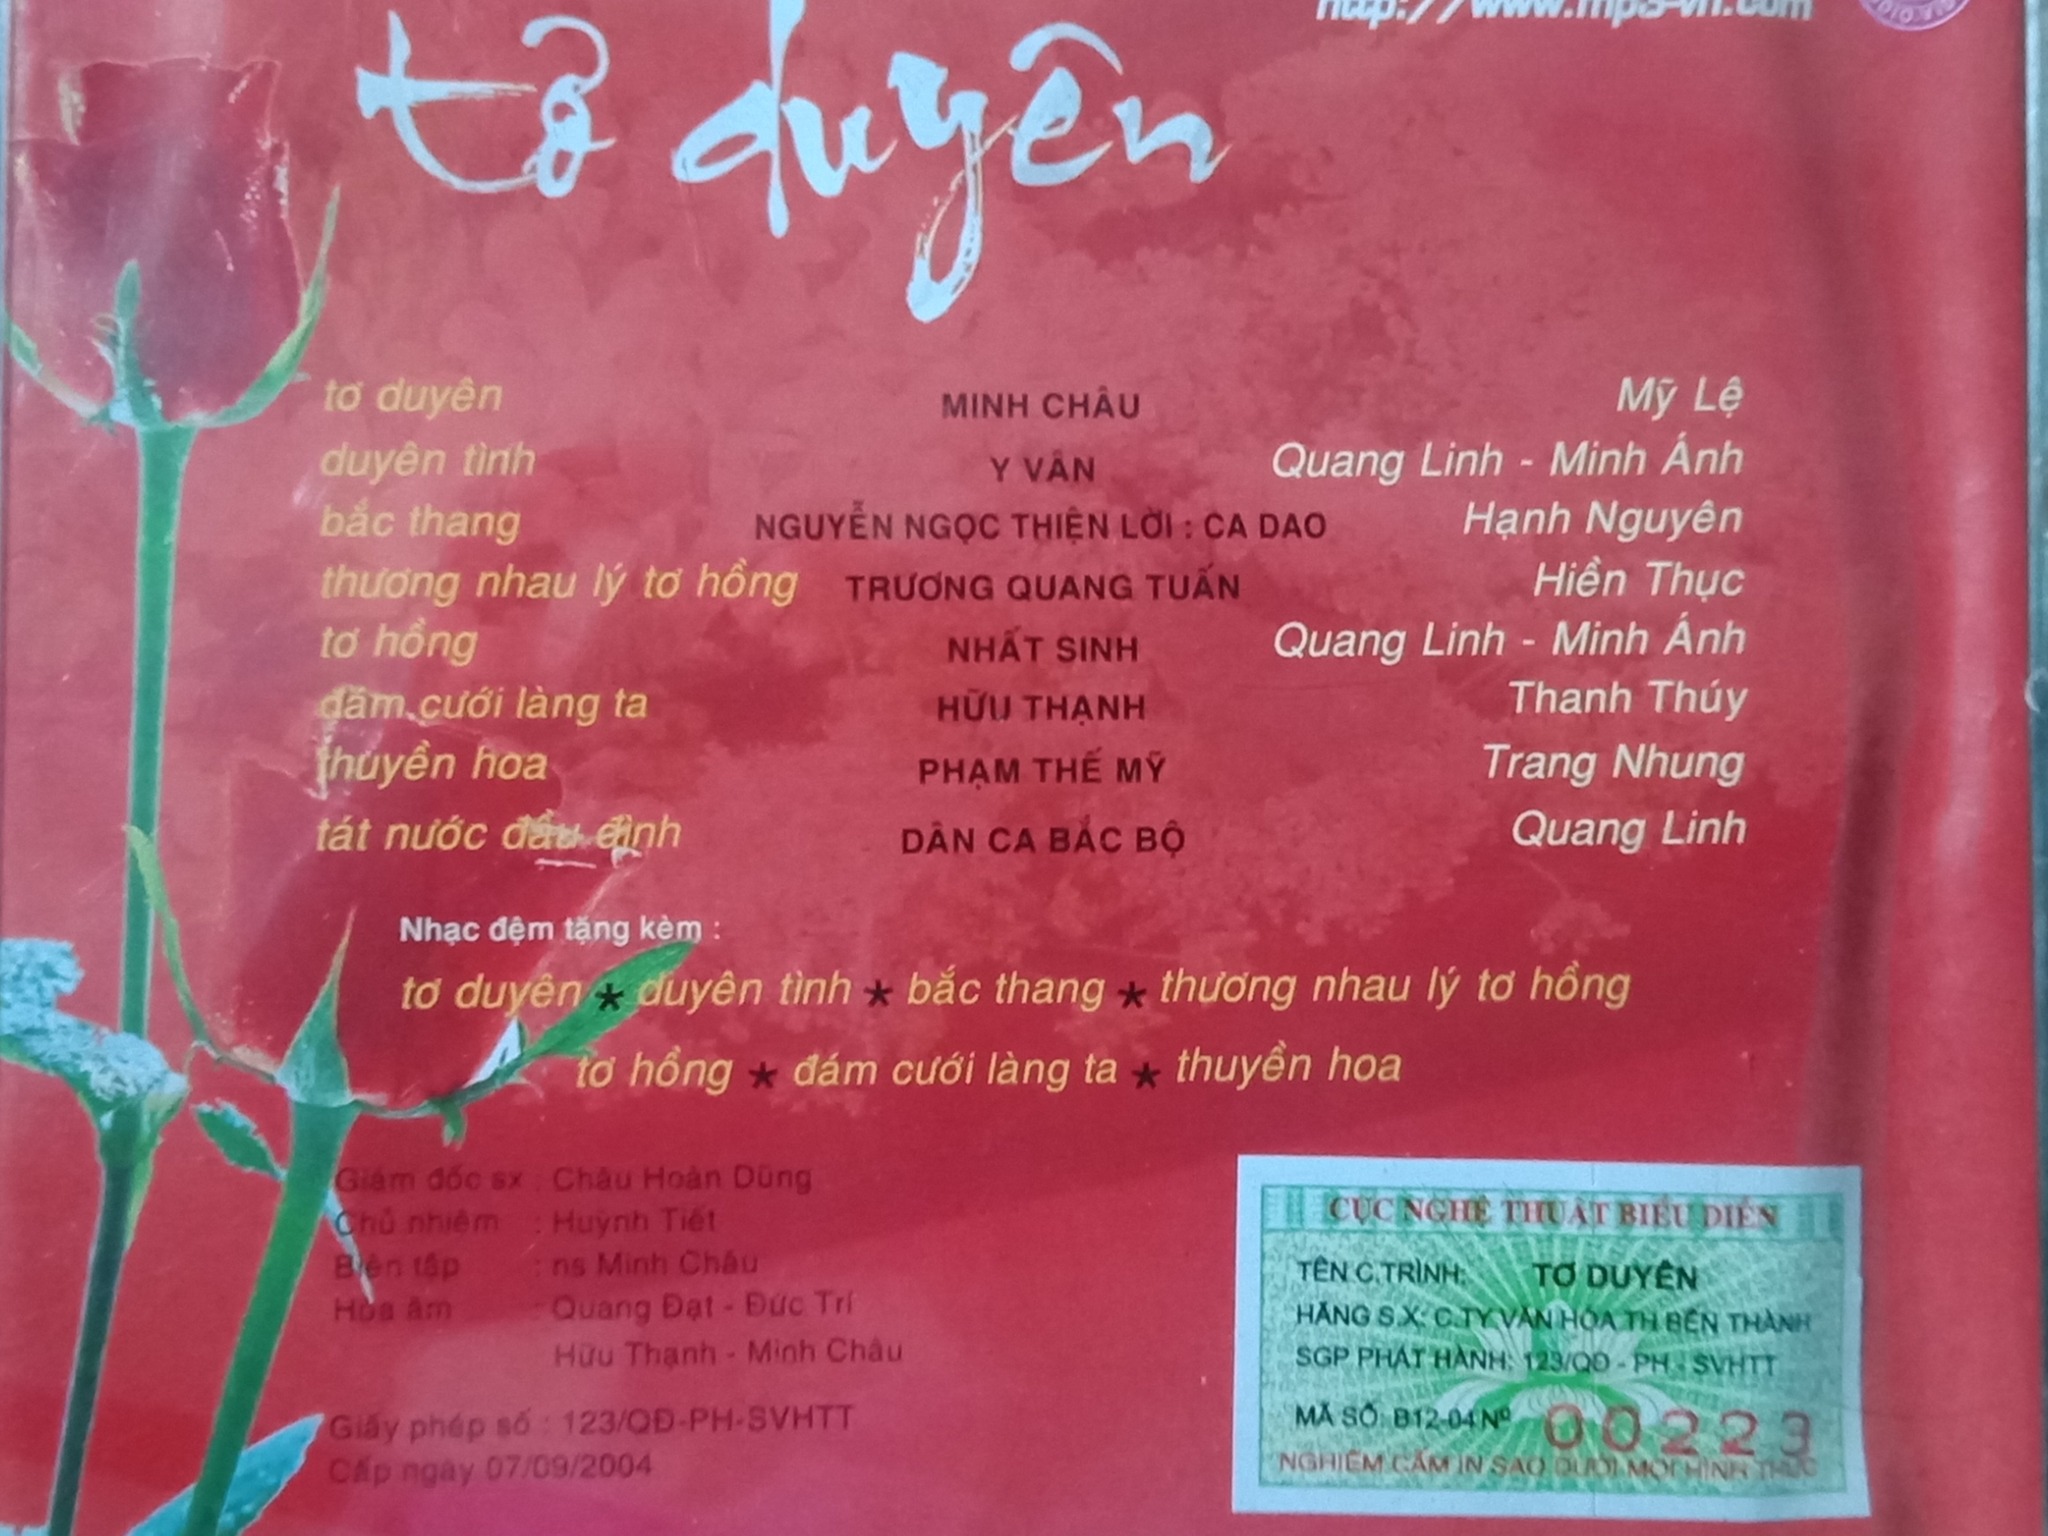 http://www.mp3-vn.com
tơ duyên
tơ duyên MINH CHÂU Mỹ Lệ
duyên tình Y VÂN Quang Linh - Minh Ánh
bắc thang NGUYỄN NGỌC THIỆN LỜI : CA DAO Hạnh Nguyên
thương nhau lý tơ hồng TRƯƠNG QUANG TUẤN Hiền Thục
tơ hồng NHẤT SINH Quang Linh - Minh Ánh
đám cưới làng ta HỮU THẠNH Thanh Thúy
thuyền hoa PHẠM THẾ MỸ Trang Nhung
tát nước đầu đình DÂN CA BẮC BỘ Quang Linh
Nhạc đệm tặng kèm :
tơ duyên ★ duyên tình ★ bắc thang ★ thương nhau lý tơ hồng
tơ hồng ★ đám cưới làng ta ★ thuyền hoa
Giám đốc sx : Châu Hoàn Dũng
Chủ nhiệm : Huỳnh Tiết
Biên tập : ns Minh Châu
Hòa âm : Quang Đạt - Đức Trí
Hữu Thạnh - Minh Châu
Giấy phép số : 123/QĐ-PH-SVHTT
Cấp ngày 07/09/2004
CỤC NGHỆ THUẬT BIỂU DIỄN
TÊN C.TRÌNH: TƠ DUYÊN
HÃNG S.X: C.TY VĂN HÓA TH BẾN THÀNH
SGP PHÁT HÀNH: 123/QĐ - PH - SVHTT
MÃ SỐ: B12-04 Nº 00223
NGHIÊM CẤM IN SAO DƯỚI MỌI HÌNH THỨC